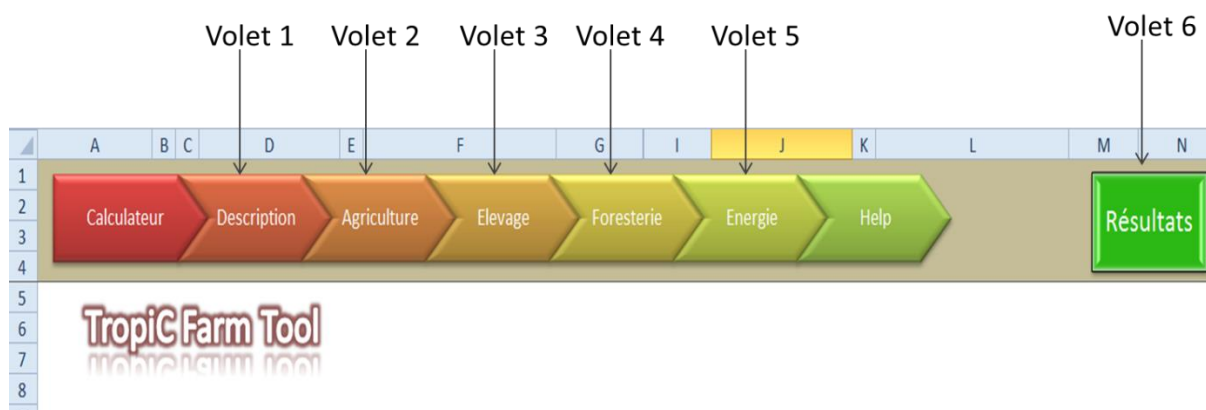 Volet 1 Volet 2 Volet 3 Volet 4 Volet 5 Volet 6
A B C D E F G I J K L M N
1
2
3
4
Calculateur Description Agriculture Elevage Foresterie Energie Help Résultats
5
6
7
8
TropiC Farm Tool